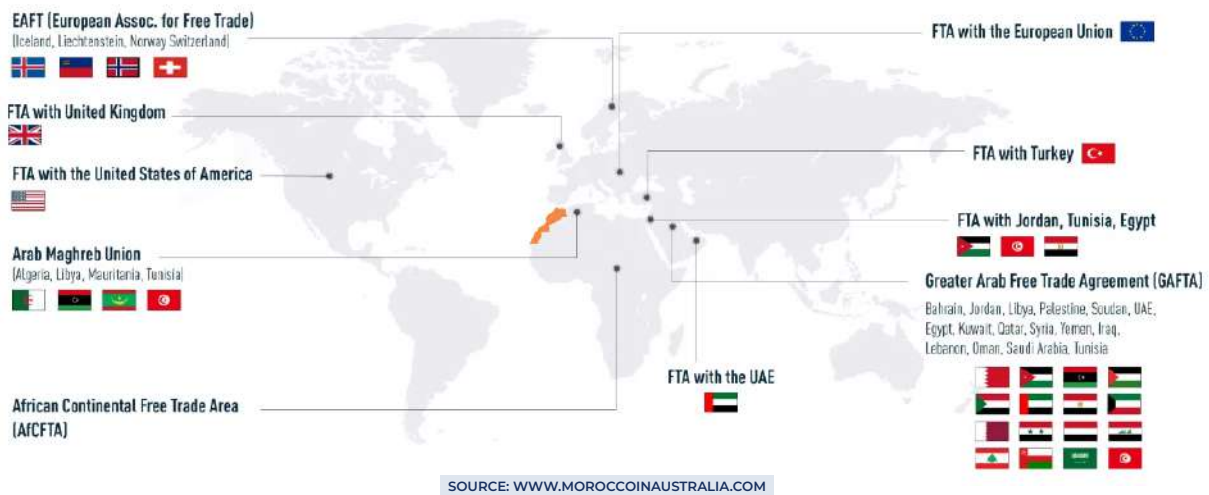 EAFT (European Assoc. for Free Trade)
(Iceland, Liechtenstein, Norway Switzerland)
FTA with United Kingdom
FTA with the United States of America
Arab Maghreb Union
(Algeria, Libya, Mauritania, Tunisia)
African Continental Free Trade Area
(AfCFTA)
FTA with the European Union
FTA with Turkey
FTA with Jordan, Tunisia, Egypt
Greater Arab Free Trade Agreement (GAFTA)
Bahrain, Jordan, Libya, Palestine, Soudan, UAE,
Egypt, Kuwait, Qatar, Syria, Yemen, Iraq,
Lebanon, Oman, Saudi Arabia, Tunisia
FTA with the UAE
SOURCE: WWW.MOROCCOINAUSTRALIA.COM